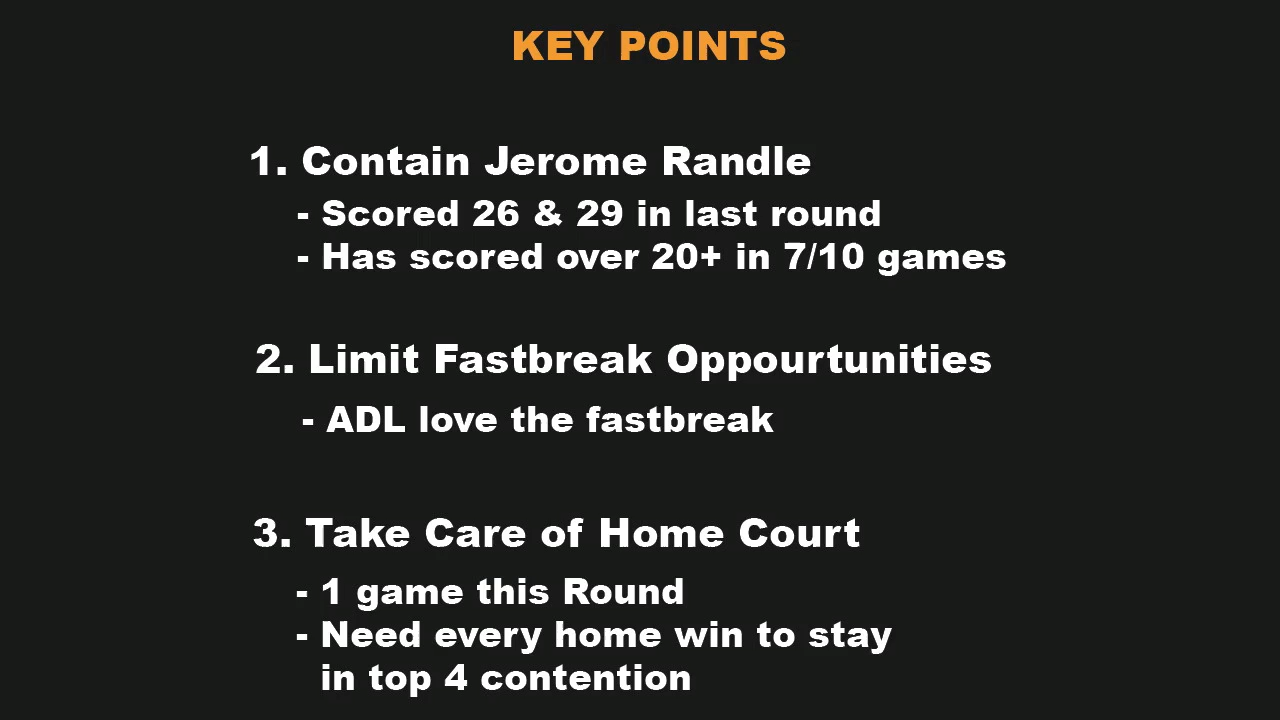 KEY POINTS
1. Contain Jerome Randle
- Scored 26 & 29 in last round
- Has scored over 20+ in 7/10 games
2. Limit Fastbreak Oppourtunities
- ADL love the fastbreak
3. Take Care of Home Court
- 1 game this Round
- Need every home win to stay
in top 4 contention